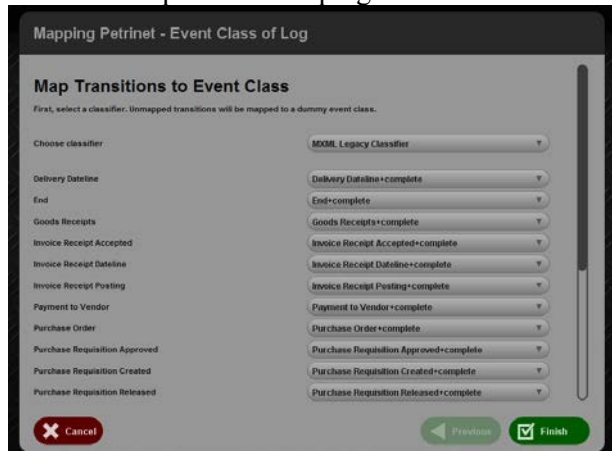 Mapping Petrinet - Event Class of Log
Map Transitions to Event Class
First, select a classifier. Unmapped transitions will be mapped to a dummy event class.
Choose classifier MXML Legacy Classifier
Delivery Dateline Delivery Dateline+complete
End End+complete
Goods Receipts Goods Receipts+complete
Invoice Receipt Accepted Invoice Receipt Accepted+complete
Invoice Receipt Dateline Invoice Receipt Dateline+complete
Invoice Receipt Posting Invoice Receipt Posting+complete
Payment to Vendor Payment to Vendor+complete
Purchase Order Purchase Order+complete
Purchase Requisition Approved Purchase Requisition Approved+complete
Purchase Requisition Created Purchase Requisition Created+complete
Purchase Requisition Released Purchase Requisition Released+complete
Cancel Previous Finish